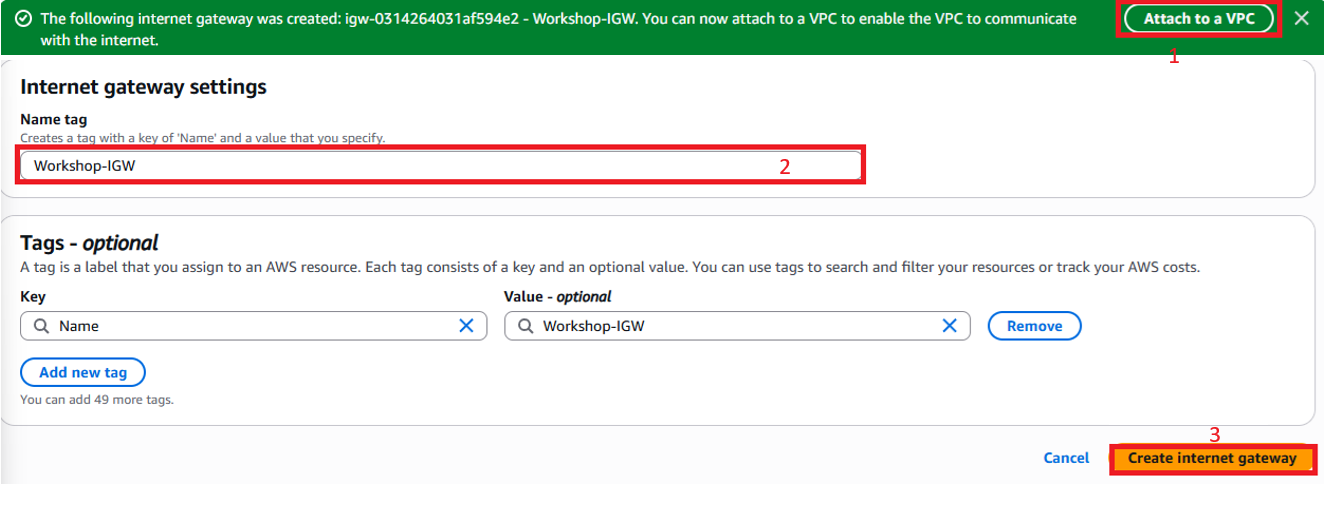 The following internet gateway was created: igw-0314264031af594e2 - Workshop-IGW. You can now attach to a VPC to enable the VPC to communicate
with the internet.
Attach to a VPC
1
Internet gateway settings
Name tag
Creates a tag with a key of 'Name' and a value that you specify.
Workshop-IGW
2
Tags - optional
A tag is a label that you assign to an AWS resource. Each tag consists of a key and an optional value. You can use tags to search and filter your resources or track your AWS costs.
Key
Value - optional
Name
Workshop-IGW
Remove
Add new tag
You can add 49 more tags.
3
Cancel
Create internet gateway